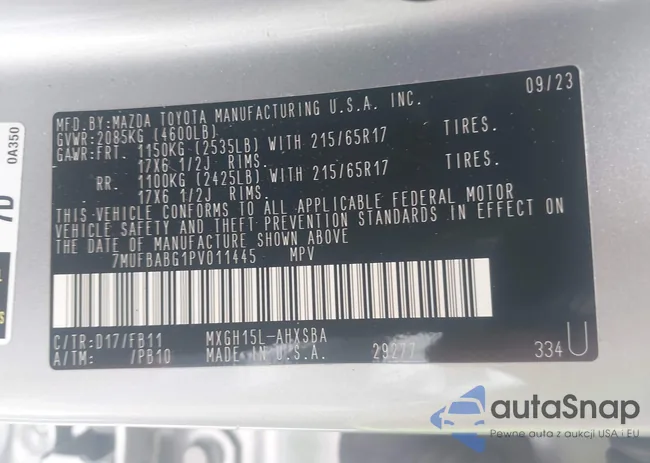 09/23
MFD.BY:MAZDA TOYOTA MANUFACTURING U.S.A. INC.
GVWR:2085KG (4600LB)
GAWR:FRT. 1150KG (2535LB) WITH 215/65R17 TIRES.
17X6 1/2J RIMS.
RR. 1100KG (2425LB) WITH 215/65R17 TIRES.
17X6 1/2J RIMS.
THIS VEHICLE CONFORMS TO ALL APPLICABLE FEDERAL MOTOR
VEHICLE SAFETY AND THEFT PREVENTION STANDARDS IN EFFECT ON
THE DATE OF MANUFACTURE SHOWN ABOVE
7MUFBABG1PV011445 MPV
C/TR:D17/FB11 MXGH15L-AHXSBA
A/TM: /PB10 MADE IN U.S.A. 29277 334 U
0A350
7D
autoSnap
Pewne auta z aukcji USA i EU